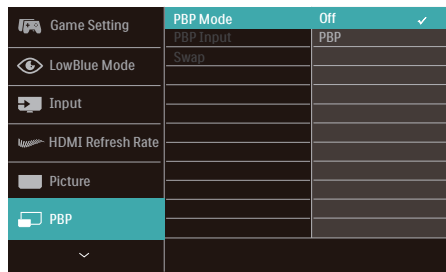 Game Setting
LowBlue Mode
Input
HDMI Refresh Rate
Picture
PBP
PBP Mode
PBP Input
Swap
Off
PBP